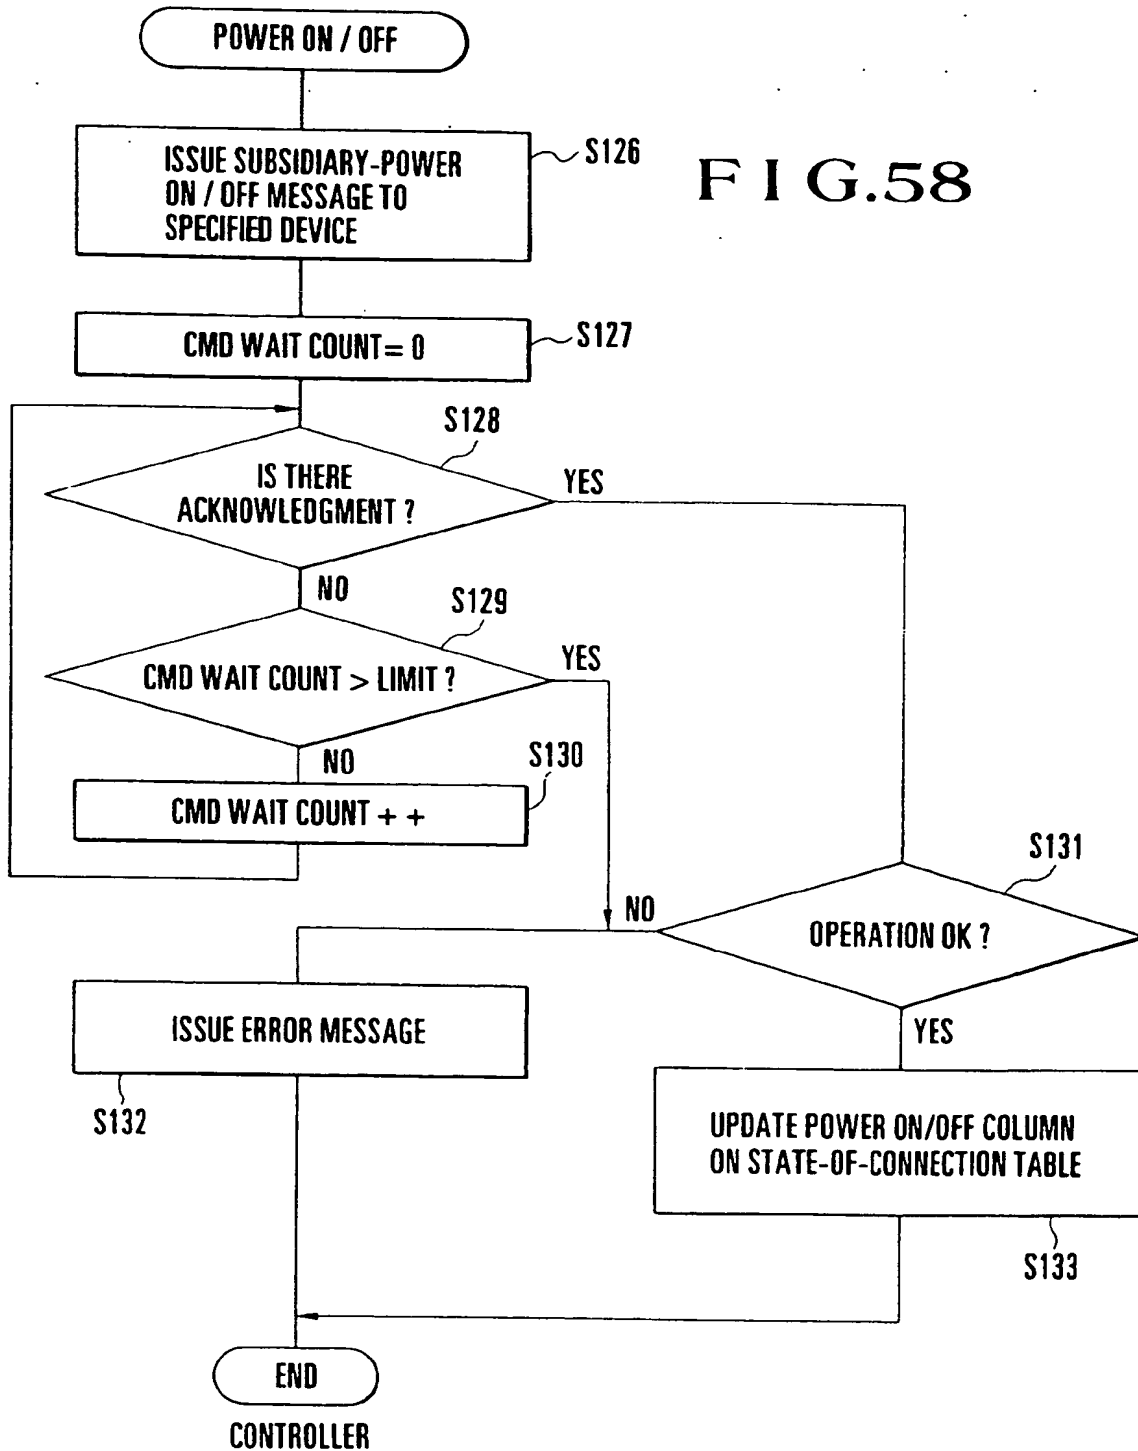 POWER ON / OFF
ISSUE SUBSIDIARY-POWER
ON / OFF MESSAGE TO
SPECIFIED DEVICE
S126
F I G.58
CMD WAIT COUNT= 0
S127
S128
IS THERE
ACKNOWLEDGMENT ?
YES
NO
S129
CMD WAIT COUNT > LIMIT ?
YES
NO
S130
CMD WAIT COUNT + +
S131
NO
OPERATION OK ?
YES
ISSUE ERROR MESSAGE
S132
UPDATE POWER ON/OFF COLUMN
ON STATE-OF-CONNECTION TABLE
S133
END
CONTROLLER